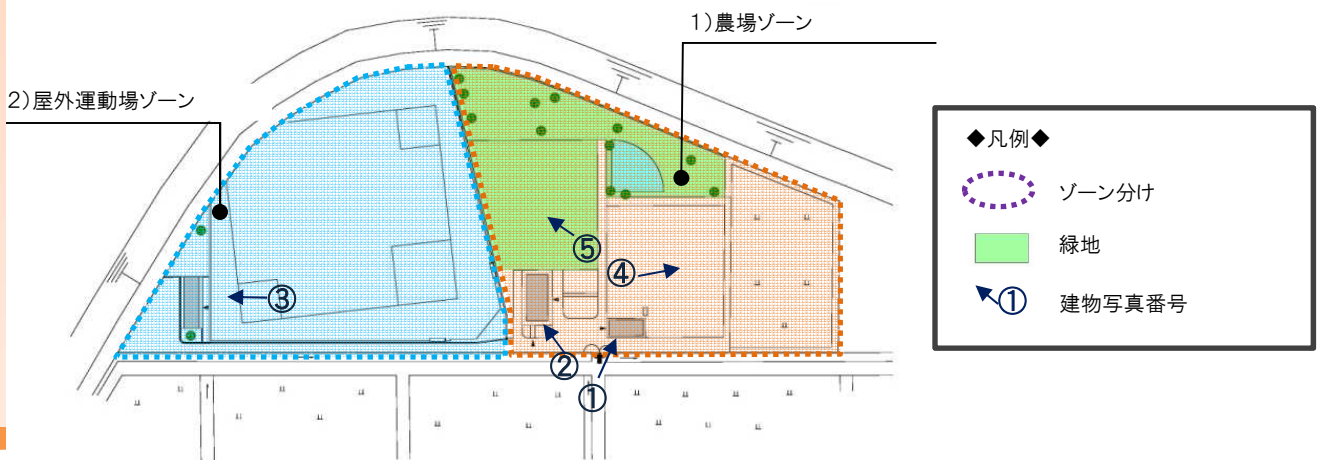 1)農場ゾーン
2)屋外運動場ゾーン
◆凡例◆
ゾーン分け
緑地
① 建物写真番号
⑤
④
③
②
①